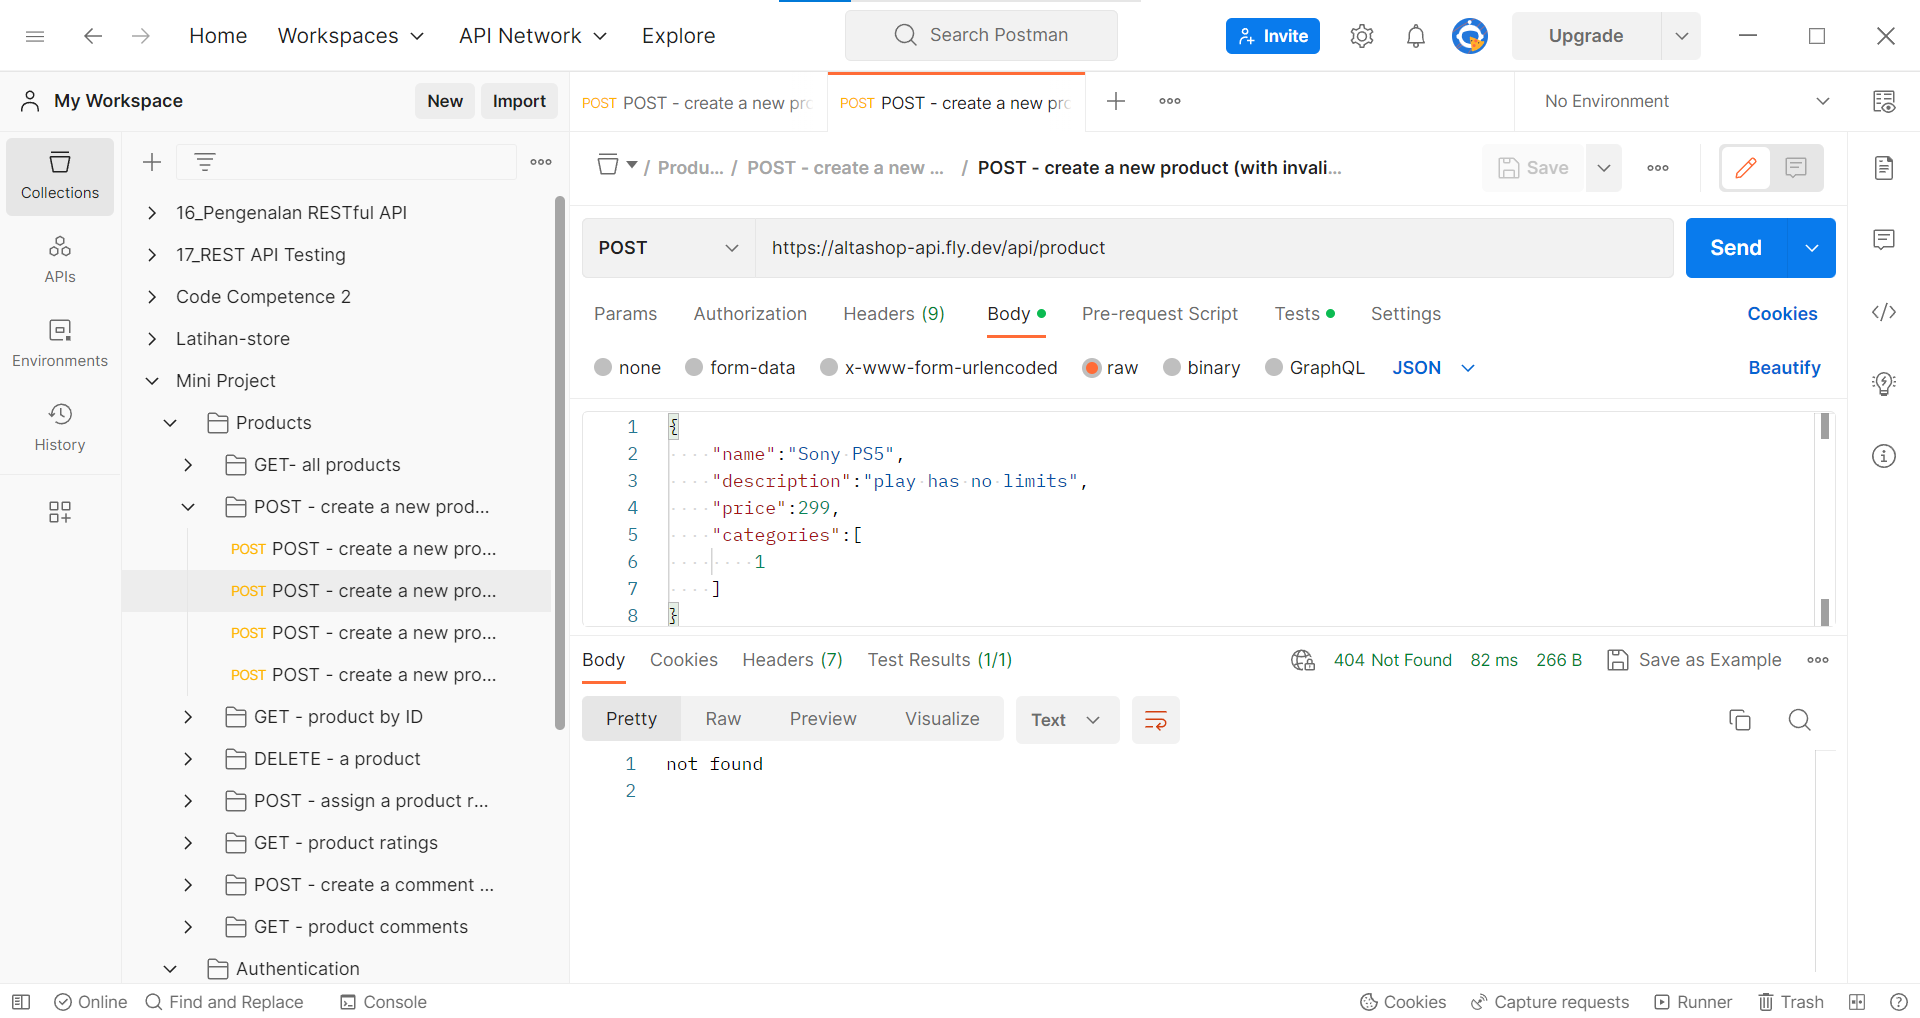 Home Workspaces API Network Explore Search Postman Invite Upgrade
My Workspace New Import
POST POST - create a new pro POST POST - create a new pro No Environment
Collections
APIs
Environments
History
16_Pengenalan RESTful API
17_REST API Testing
Code Competence 2
Latihan-store
Mini Project
Products
GET- all products
POST - create a new prod...
POST POST - create a new pro...
POST POST - create a new pro...
POST POST - create a new pro...
POST POST - create a new pro...
GET - product by ID
DELETE - a product
POST - assign a product r...
GET - product ratings
POST - create a comment ...
GET - product comments
Authentication
/ Produ... / POST - create a new ... / POST - create a new product (with invali... Save
POST https://altashop-api.fly.dev/api/product Send
Params Authorization Headers (9) Body Pre-request Script Tests Settings Cookies
none form-data x-www-form-urlencoded raw binary GraphQL JSON Beautify
1 {
2 "name":"Sony PS5",
3 "description":"play has no limits",
4 "price":299,
5 "categories":[
6 1
7 ]
8 }
Body Cookies Headers (7) Test Results (1/1) 404 Not Found 82 ms 266 B Save as Example
Pretty Raw Preview Visualize Text
1 not found
2
Online Find and Replace Console Cookies Capture requests Runner Trash